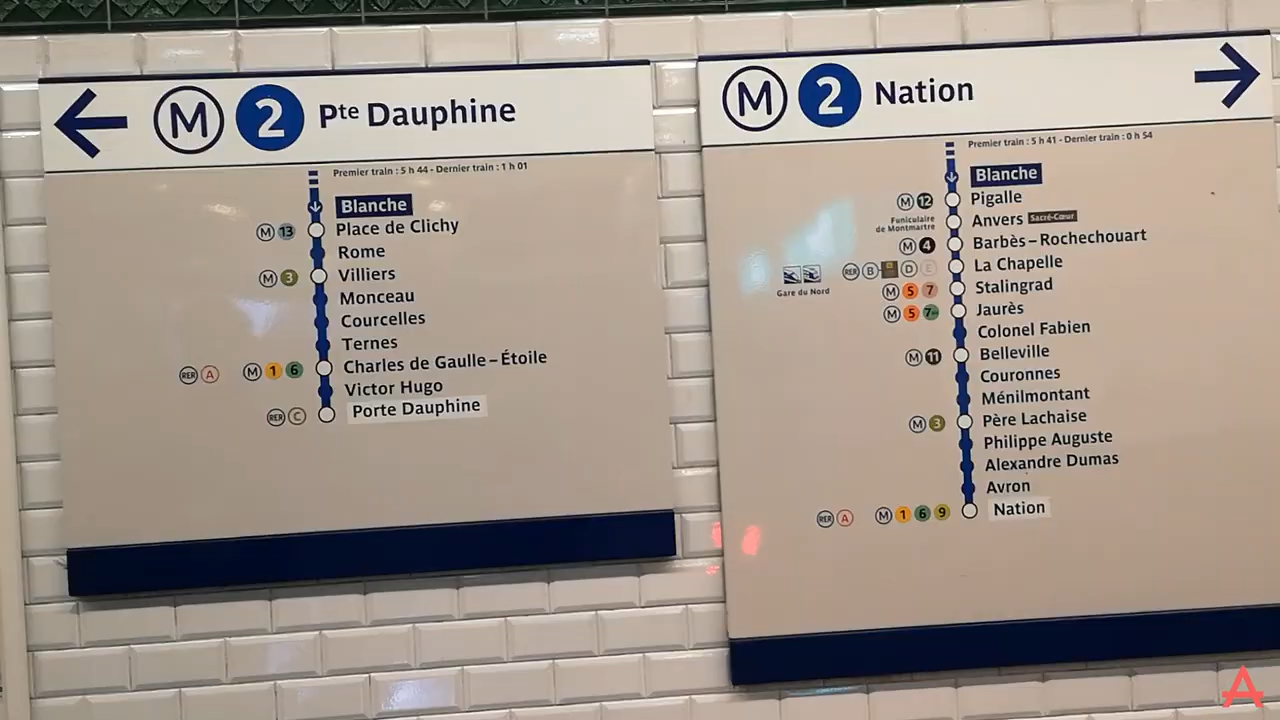 M 2 Pte Dauphine
Premier train : 5 h 44 - Dernier train : 1 h 01
Blanche
M 13 Place de Clichy
Rome
M 3 Villiers
Monceau
Courcelles
Ternes
RER A M 1 6 Charles de Gaulle – Étoile
Victor Hugo
RER C Porte Dauphine
M 2 Nation
Premier train : 5 h 41 - Dernier train : 0 h 54
Blanche
M 12 Pigalle
Funiculaire
de Montmartre
Anvers Sacré-Cœur
M 4 Barbès – Rochechouart
Gare du Nord
RER B D E La Chapelle
M 5 7 Stalingrad
M 5 7bis Jaurès
Colonel Fabien
M 11 Belleville
Couronnes
Ménilmontant
M 3 Père Lachaise
Philippe Auguste
Alexandre Dumas
Avron
RER A M 1 6 9 Nation